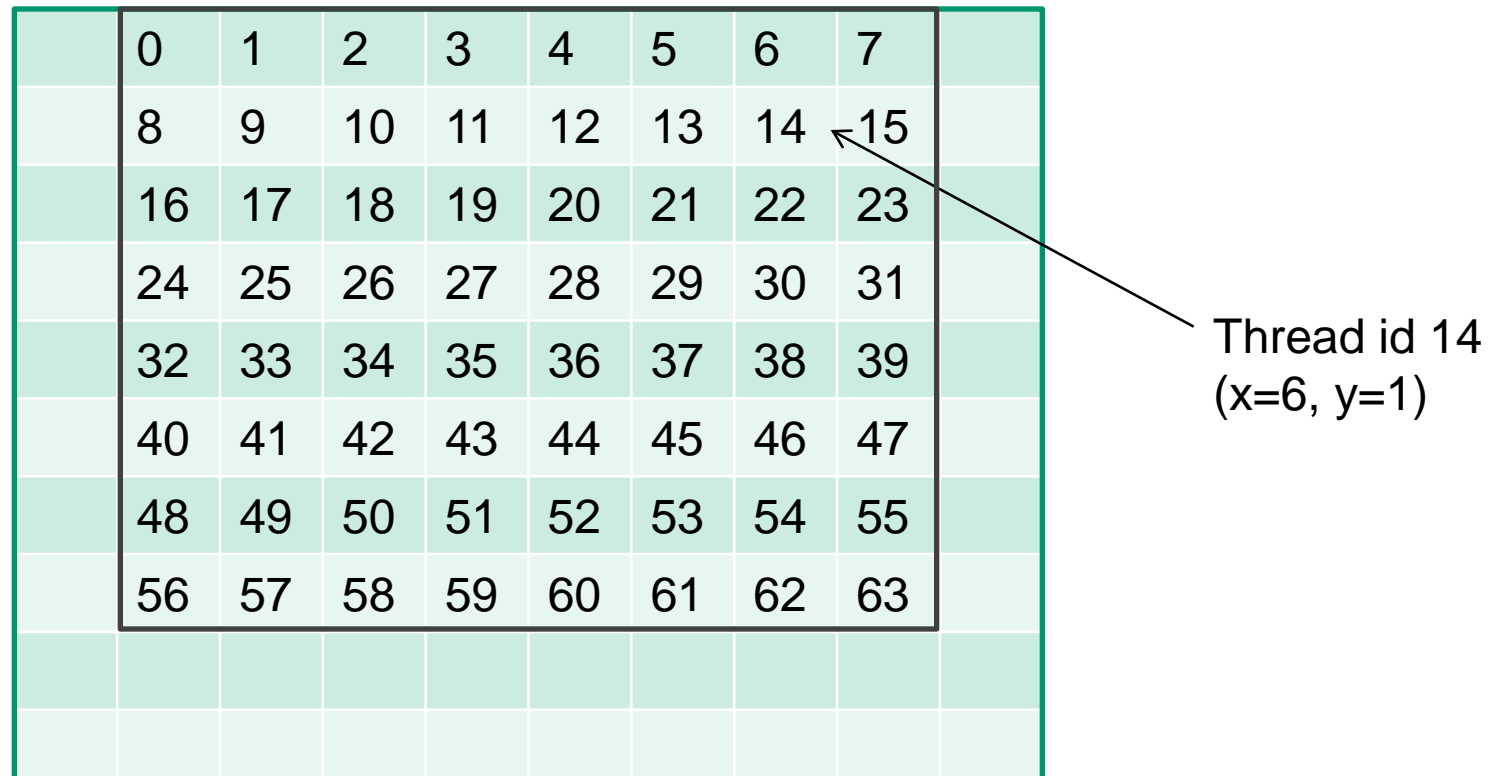 0 1 2 3 4 5 6 7
8 9 10 11 12 13 14 15
16 17 18 19 20 21 22 23
24 25 26 27 28 29 30 31
32 33 34 35 36 37 38 39
40 41 42 43 44 45 46 47
48 49 50 51 52 53 54 55
56 57 58 59 60 61 62 63
Thread id 14
(x=6, y=1)